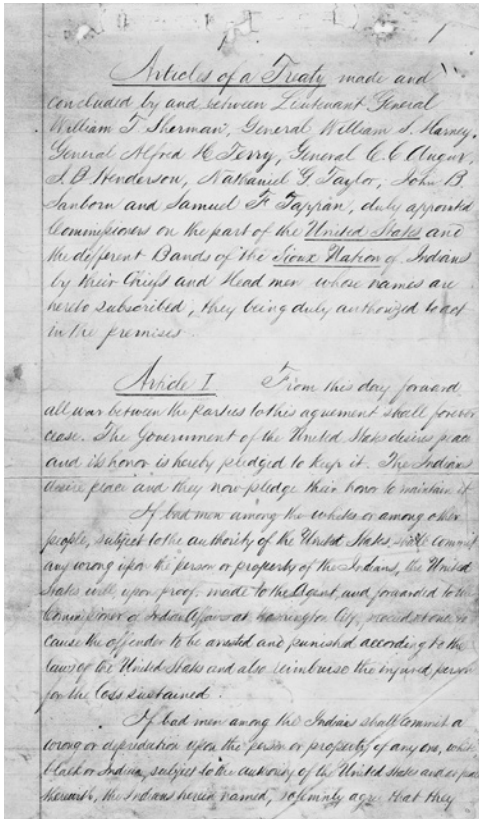 1
Articles of a Treaty made and
concluded by and between Lieutenant General
William T. Sherman, General William S. Harney,
General Alfred H Terry, General C. C Augur,
J. B. Henderson, Nathaniel G. Taylor, John B.
Sanborn and Samuel F. Tappan, duly appointed
Commissioners on the part of the United States and
the different Bands of the Sioux Nation of Indians
by their Chiefs and Head men whose names are
hereto subscribed, they being duly authorized to act
in the premises.
Article I. From this day forward
all war between the parties to this agreement shall forever
cease. The Government of the United States desires peace
and its honor is hereby pledged to keep it. The Indians
desire peace and they now pledge their honor to maintain it
If bad men among the whites or among other
people, subject to the authority of the United States, shall commit
any wrong upon the person or property of the Indians, the United
States will, upon proof made to the Agent and forwarded to the
Commissioner of Indian Affairs at Washington City, proceed at once to
cause the offender to be arrested and punished according to the
laws of the United States and also reimburse the injured person
for the loss sustained.
If bad men among the Indians shall commit a
wrong or depredation upon the person or property of any one, white
black or Indian, subject to the authority of the United States and at peace
therewith, the Indians herein named, solemnly agree that they